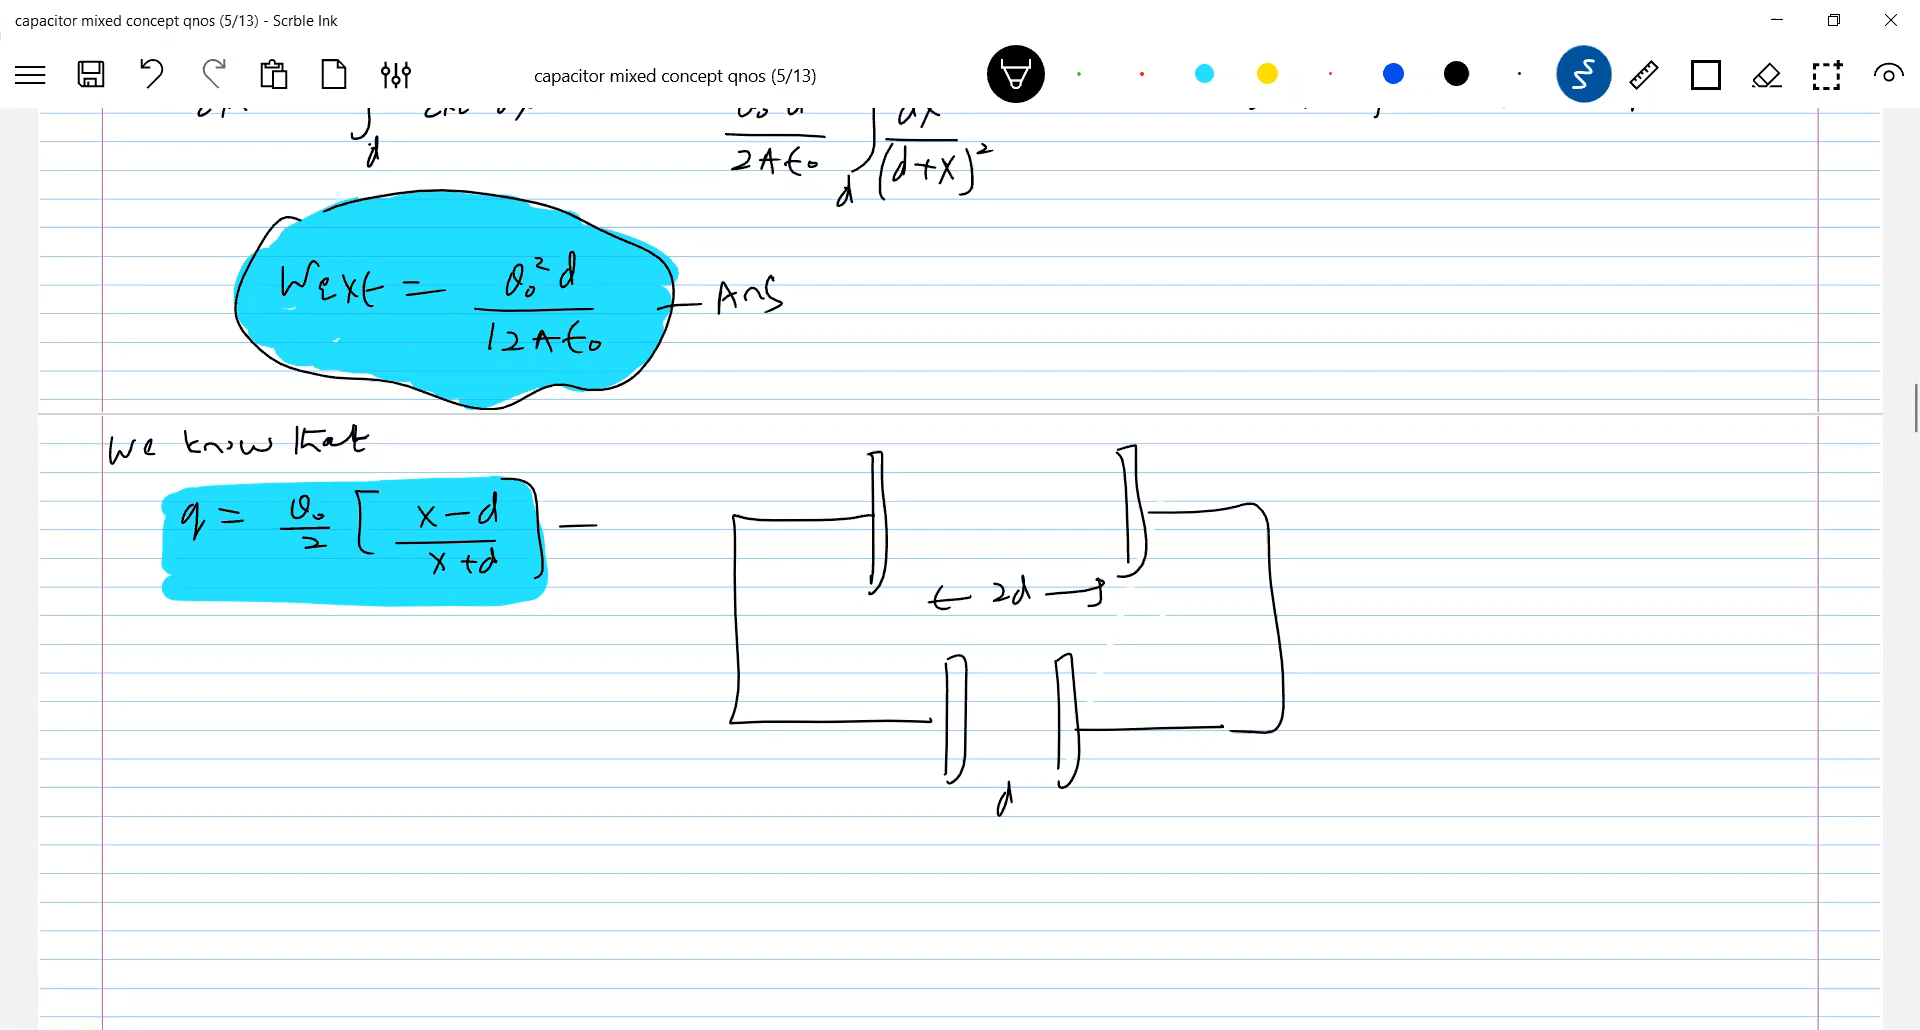 capacitor mixed concept qnos (5/13) - Scrble Ink
capacitor mixed concept qnos (5/13)
d
2Aϵ₀ d (d+x)²
Wext = Q₀²d / 12Aϵ₀ — Ans
We know that
q = Q₀/2 [ x-d / x+d ] —
← 2d →
d